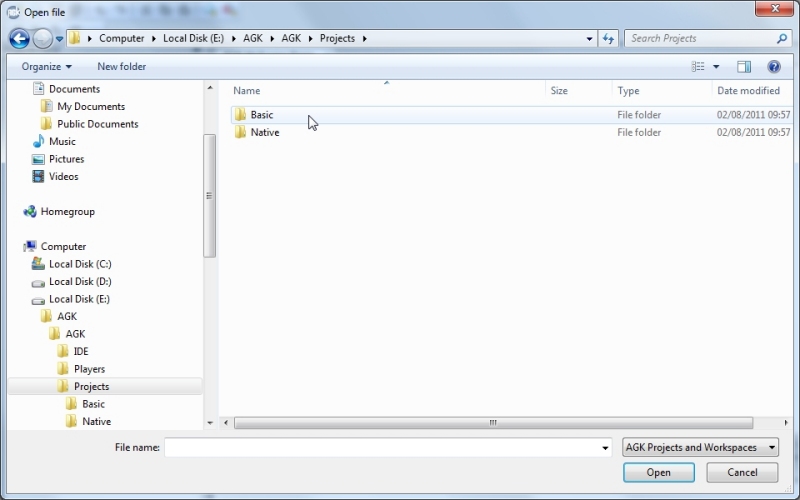 Open file
Computer Local Disk (E:) AGK AGK Projects
Search Projects
Organize New folder
Name Size Type Date modified
Basic File folder 02/08/2011 09:57
Native File folder 02/08/2011 09:57
Documents
My Documents
Public Documents
Music
Pictures
Videos
Homegroup
Computer
Local Disk (C:)
Local Disk (D:)
Local Disk (E:)
AGK
AGK
IDE
Players
Projects
Basic
Native
File name: AGK Projects and Workspaces
Open Cancel